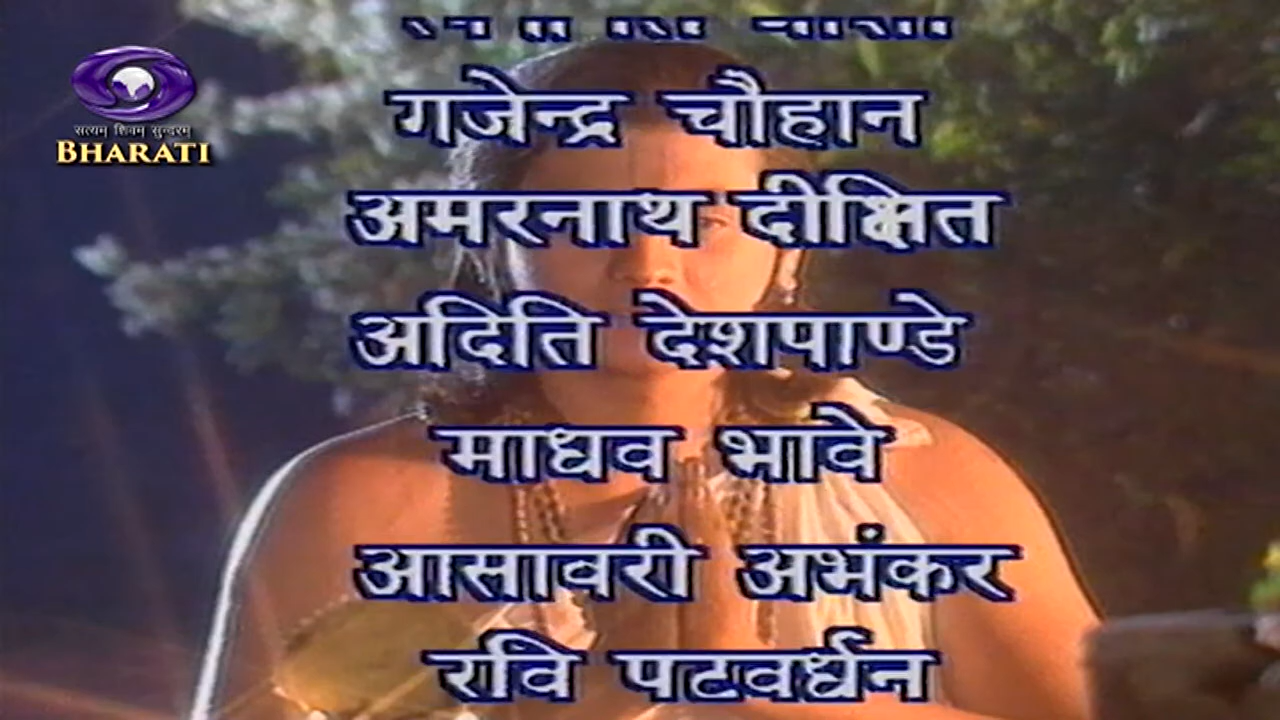 सत्यम् शिवम् सुन्दरम्
BHARATI
गजेन्द्र चौहान
अमरनाथ दीक्षित
अदिति देशपाण्डे
माधव भावे
आसावरी अभंकर
रवि पटवर्धन